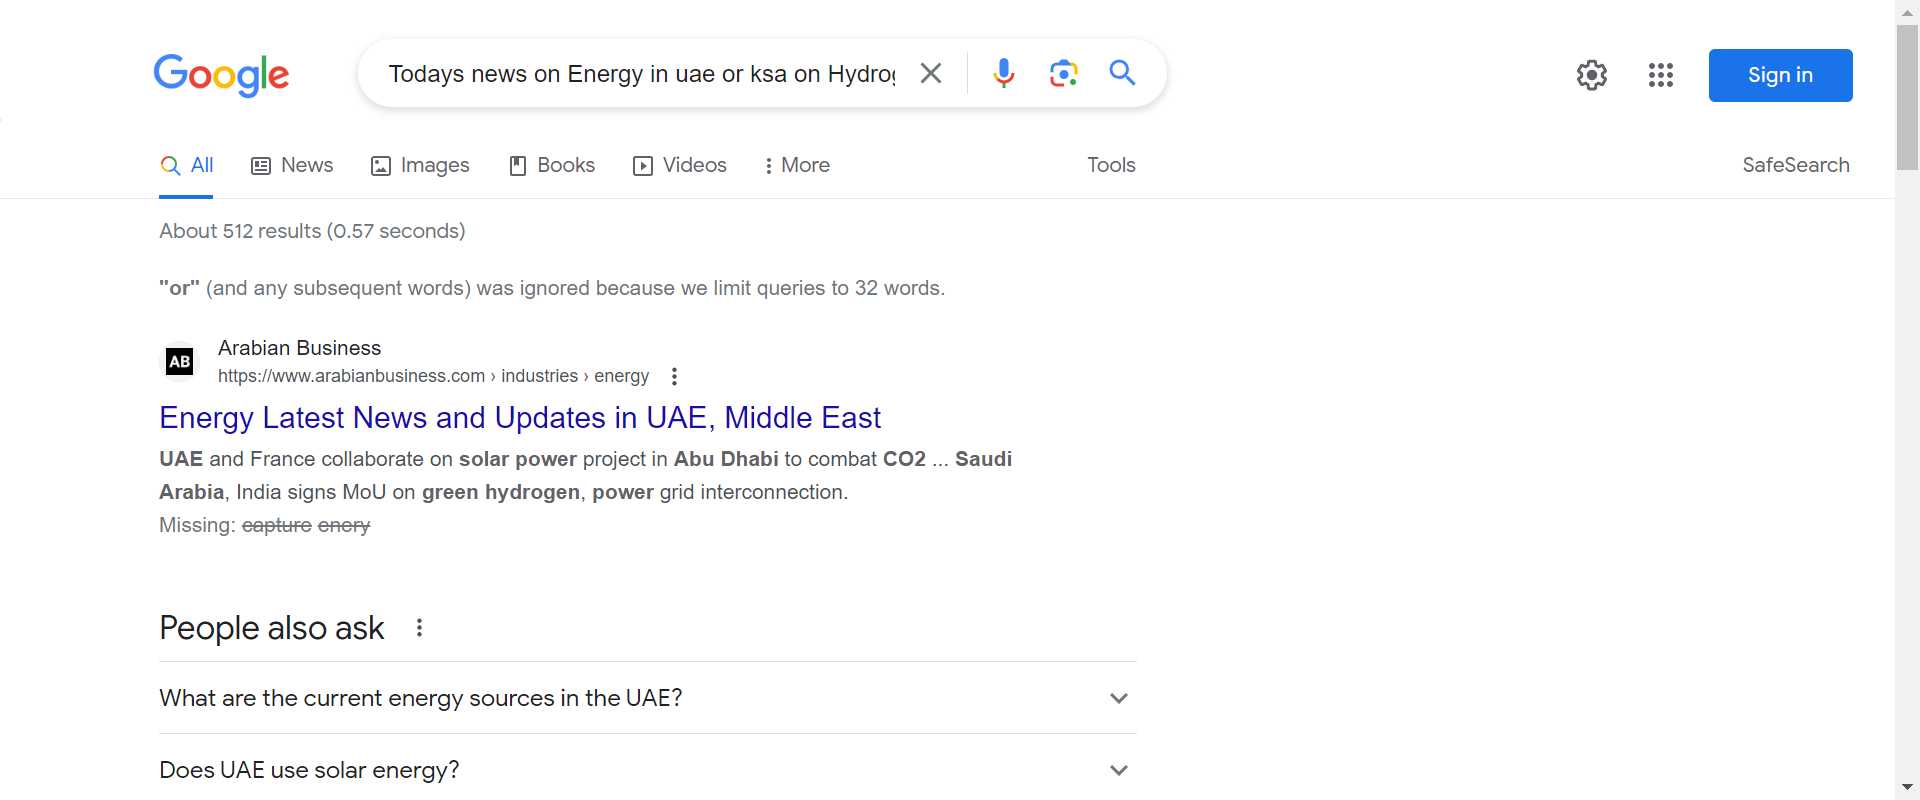 Google
Todays news on Energy in uae or ksa on Hydrog
Sign in
All
News
Images
Books
Videos
More
Tools
SafeSearch
About 512 results (0.57 seconds)
"or" (and any subsequent words) was ignored because we limit queries to 32 words.
AB
Arabian Business
https://www.arabianbusiness.com › industries › energy
Energy Latest News and Updates in UAE, Middle East
UAE and France collaborate on solar power project in Abu Dhabi to combat CO2 ... Saudi
Arabia, India signs MoU on green hydrogen, power grid interconnection.
Missing: capture enery
People also ask
What are the current energy sources in the UAE?
Does UAE use solar energy?